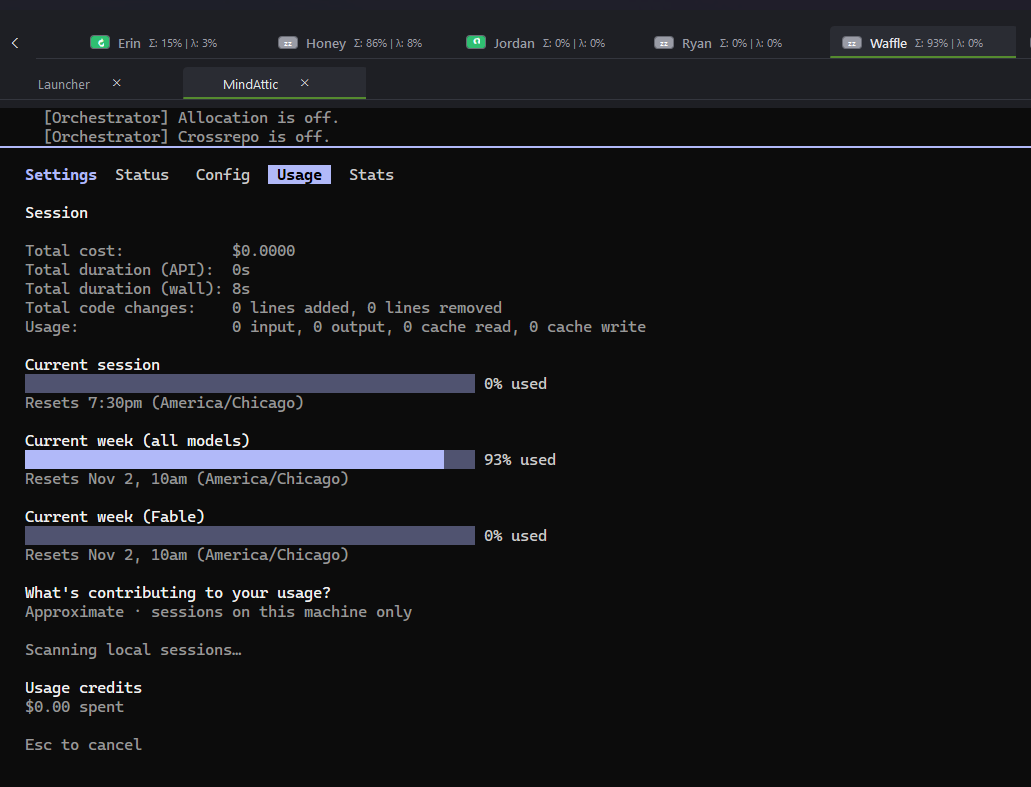 Erin Σ: 15% | λ: 3% zz Honey Σ: 86% | λ: 8% Jordan Σ: 0% | λ: 0% zz Ryan Σ: 0% | λ: 0% zz Waffle Σ: 93% | λ: 0%
Launcher × MindAttic ×
[Orchestrator] Allocation is off.
[Orchestrator] Crossrepo is off.
Settings Status Config Usage Stats
Session
Total cost: $0.0000
Total duration (API): 0s
Total duration (wall): 8s
Total code changes: 0 lines added, 0 lines removed
Usage: 0 input, 0 output, 0 cache read, 0 cache write
Current session
0% used
Resets 7:30pm (America/Chicago)
Current week (all models)
93% used
Resets Nov 2, 10am (America/Chicago)
Current week (Fable)
0% used
Resets Nov 2, 10am (America/Chicago)
What's contributing to your usage?
Approximate · sessions on this machine only
Scanning local sessions…
Usage credits
$0.00 spent
Esc to cancel